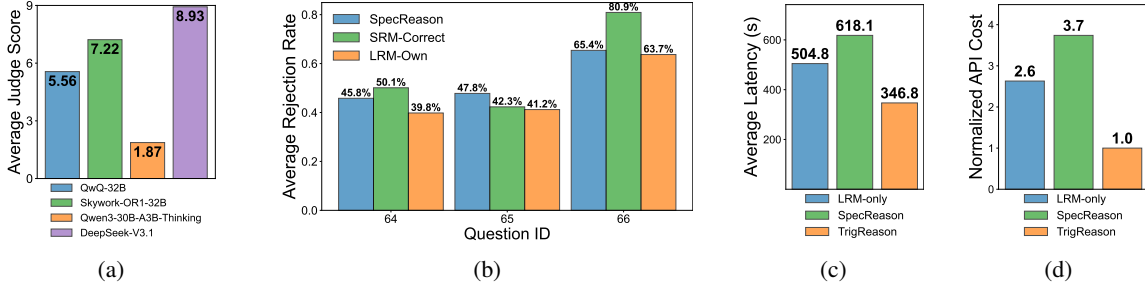 Average Judge Score
9
6
3
0
5.56
7.22
1.87
8.93
QwQ-32B
Skywork-OR1-32B
Qwen3-30B-A3B-Thinking
DeepSeek-V3.1
(a)
Average Rejection Rate
0.8
0.6
0.4
0.2
0.0
SpecReason
SRM-Correct
LRM-Own
45.8%
50.1%
39.8%
47.8%
42.3%
41.2%
65.4%
80.9%
63.7%
64
65
66
Question ID
(b)
Average Latency (s)
600
400
200
504.8
618.1
346.8
LRM-only
SpecReason
TrigReason
(c)
Normalized API Cost
4
3
2
1
0
2.6
3.7
1.0
LRM-only
SpecReason
TrigReason
(d)